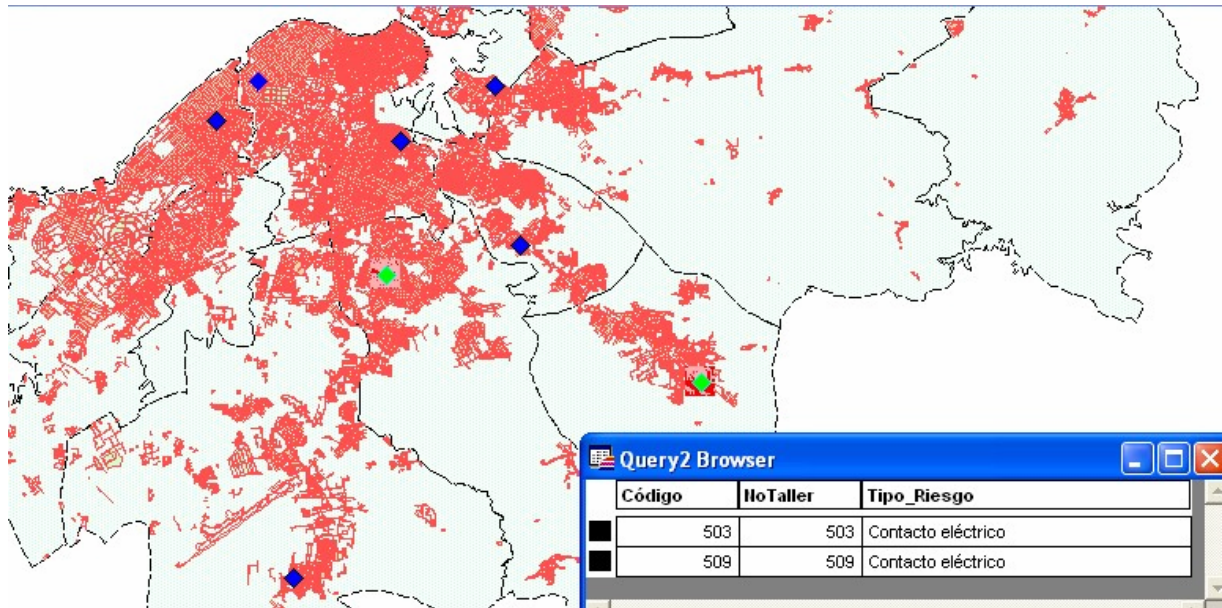 Query2 Browser
Código NoTaller Tipo_Riesgo
503 503 Contacto eléctrico
509 509 Contacto eléctrico